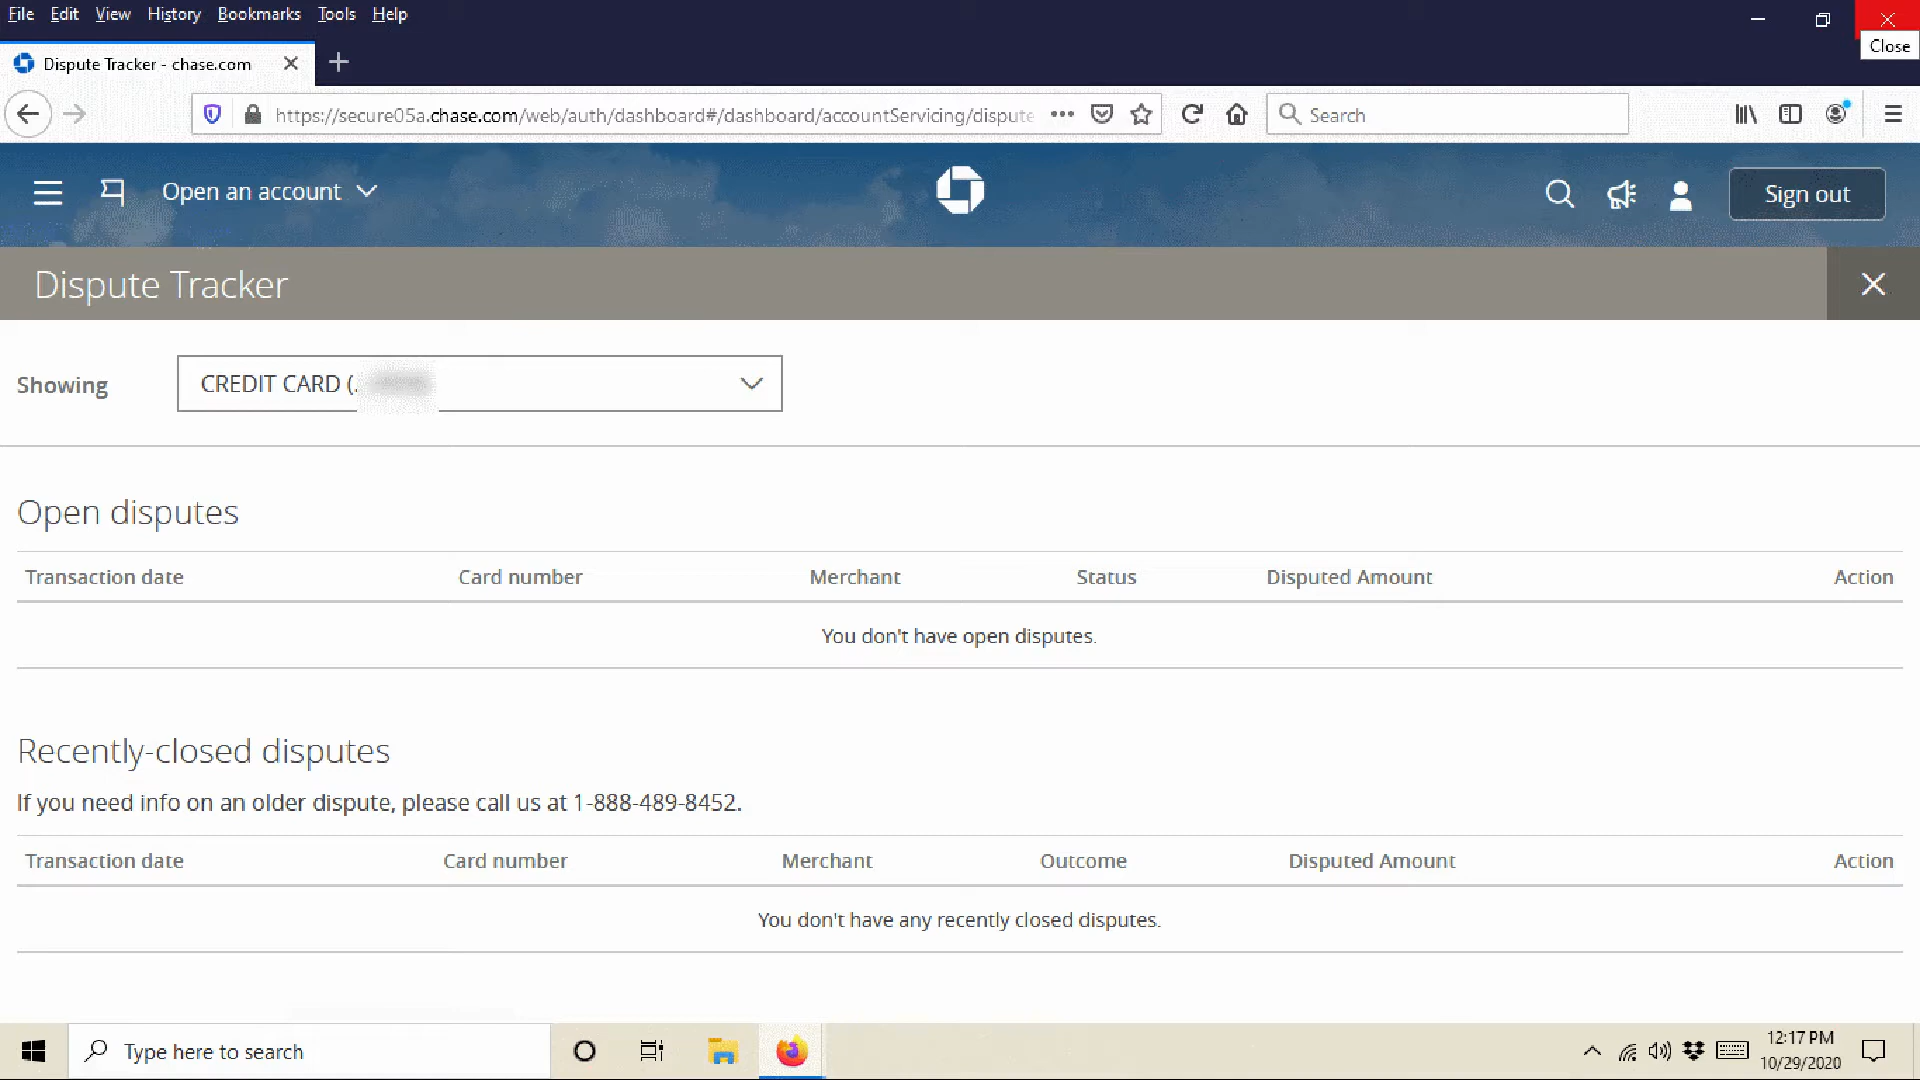 File Edit View History Bookmarks Tools Help
Close
Dispute Tracker - chase.com
https://secure05a.chase.com/web/auth/dashboard#/dashboard/accountServicing/dispute
Search
Open an account
Sign out
Dispute Tracker
Showing
CREDIT CARD (.
Open disputes
Transaction date Card number Merchant Status Disputed Amount Action
You don't have open disputes.
Recently-closed disputes
If you need info on an older dispute, please call us at 1-888-489-8452.
Transaction date Card number Merchant Outcome Disputed Amount Action
You don't have any recently closed disputes.
Type here to search
12:17 PM
10/29/2020